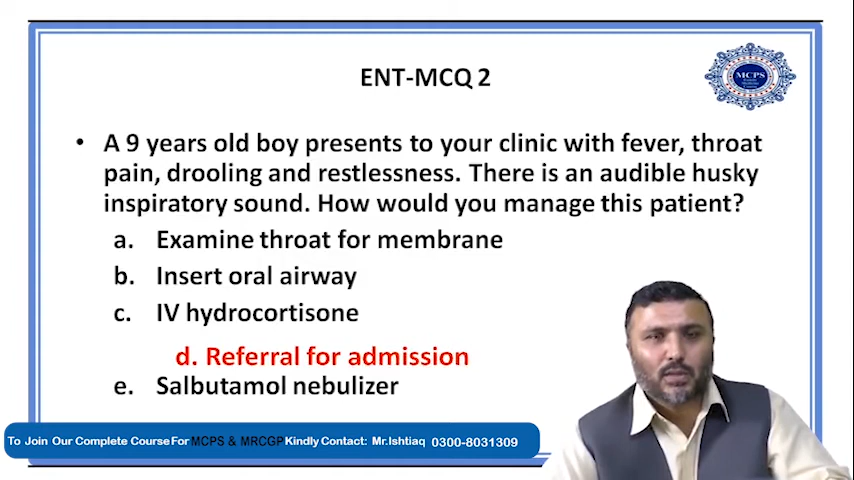 ENT-MCQ 2
MCPS
• A 9 years old boy presents to your clinic with fever, throat
pain, drooling and restlessness. There is an audible husky
inspiratory sound. How would you manage this patient?
a. Examine throat for membrane
b. Insert oral airway
c. IV hydrocortisone
d. Referral for admission
e. Salbutamol nebulizer
To Join Our Complete Course For MCPS & MRCGP Kindly Contact: Mr.Ishtiaq 0300-8031309